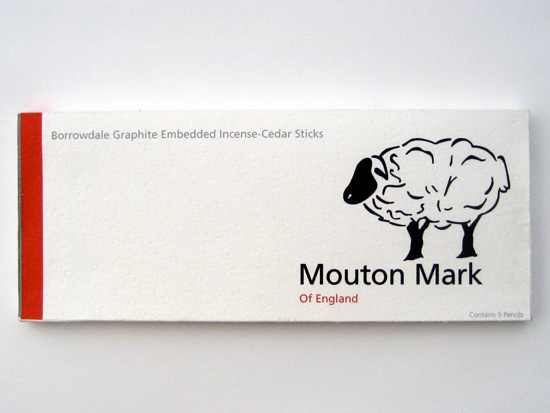 Borrowdale Graphite Embedded Incense-Cedar Sticks
Mouton Mark
Of England
Contains 9 Pencils